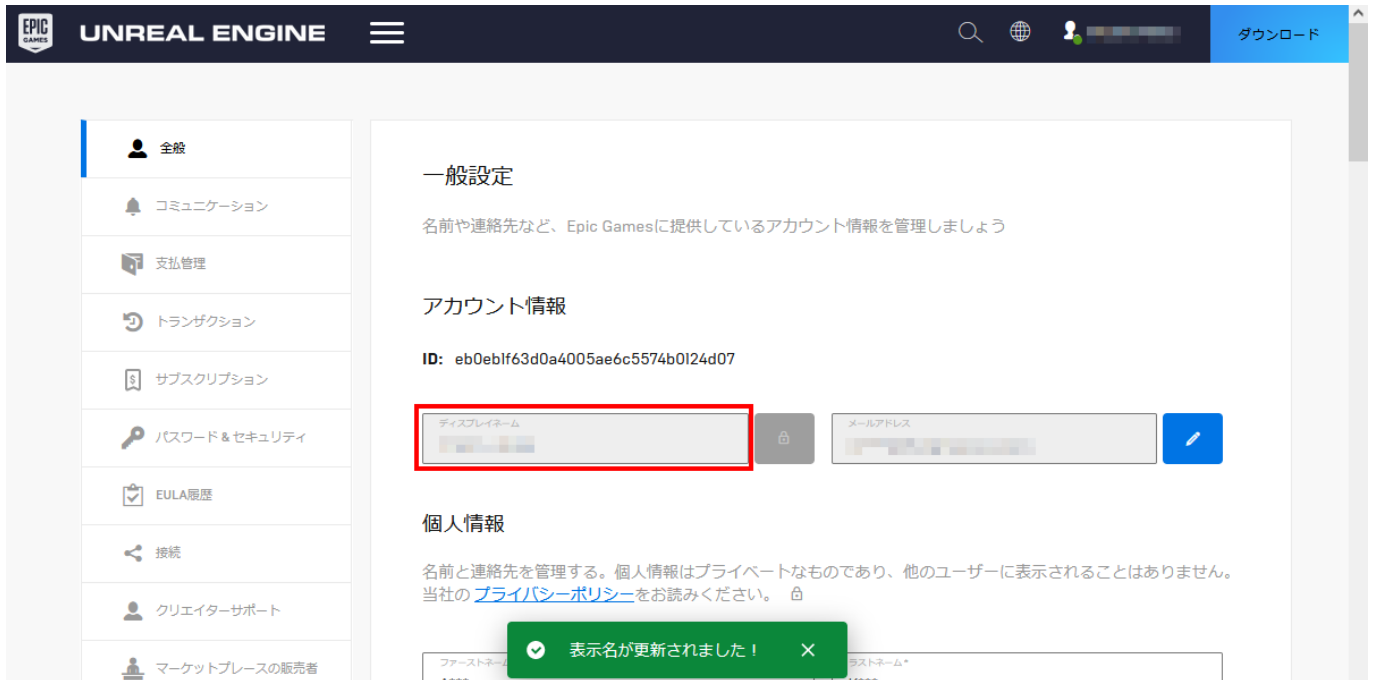 EPIC GAMES
UNREAL ENGINE
ダウンロード
全般
コミュニケーション
支払管理
トランザクション
サブスクリプション
パスワード & セキュリティ
EULA履歴
接続
クリエイターサポート
マーケットプレースの販売者
一般設定
名前や連絡先など、Epic Gamesに提供しているアカウント情報を管理しましょう
アカウント情報
ID: eb0eb1f63d0a4005ae6c5574b0124d07
ディスプレイネーム
メールアドレス
個人情報
名前と連絡先を管理する。個人情報はプライベートなものであり、他のユーザーに表示されることはありません。
当社の プライバシーポリシーをお読みください。
表示名が更新されました！
ファーストネーム
ラストネーム*